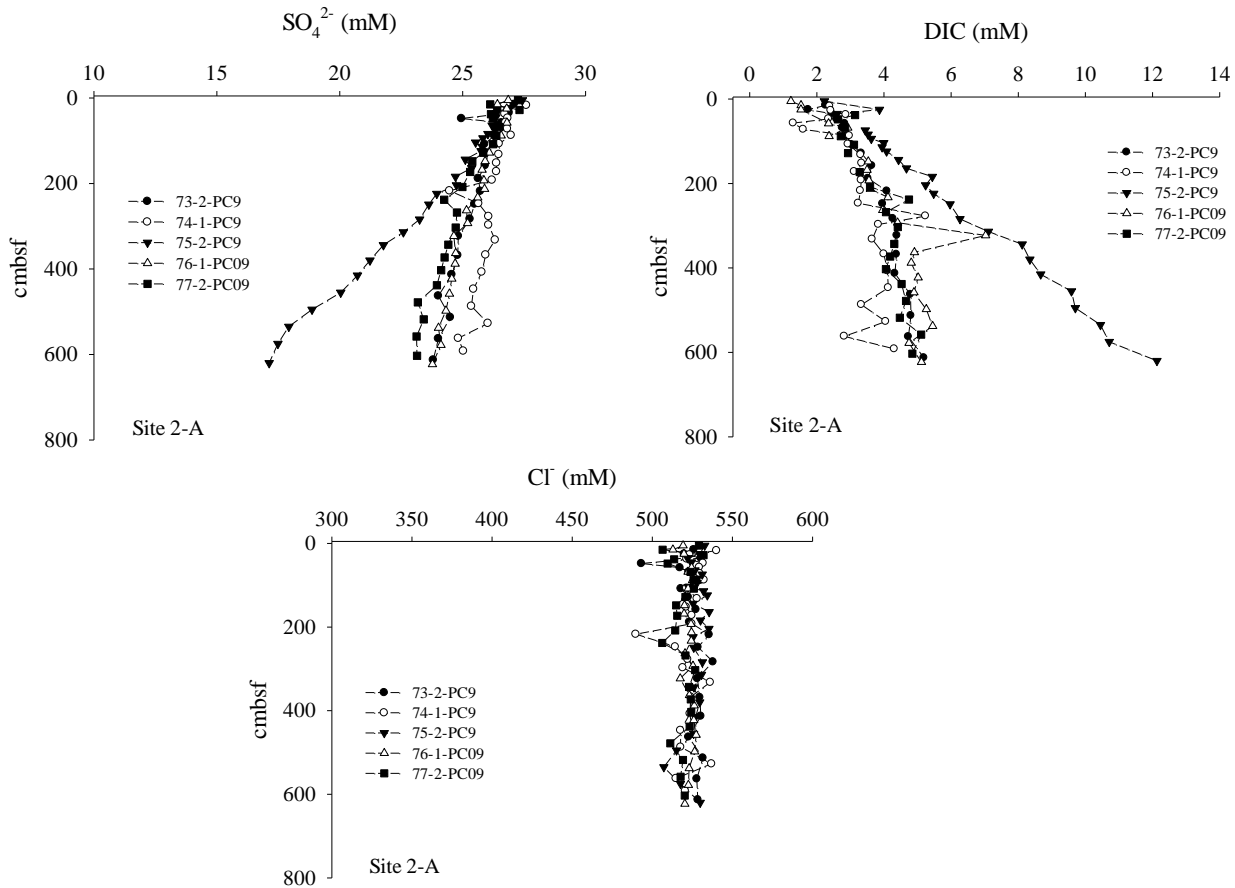 SO₄²⁻ (mM)
10 15 20 25 30
0
200
400
600
800
cmbsf
73-2-PC9
74-1-PC9
75-2-PC9
76-1-PC09
77-2-PC09
Site 2-A
DIC (mM)
0 2 4 6 8 10 12 14
0
200
400
600
800
cmbsf
73-2-PC9
74-1-PC9
75-2-PC9
76-1-PC09
77-2-PC09
Site 2-A
Cl⁻ (mM)
300 350 400 450 500 550 600
0
200
400
600
800
cmbsf
73-2-PC9
74-1-PC9
75-2-PC9
76-1-PC09
77-2-PC09
Site 2-A